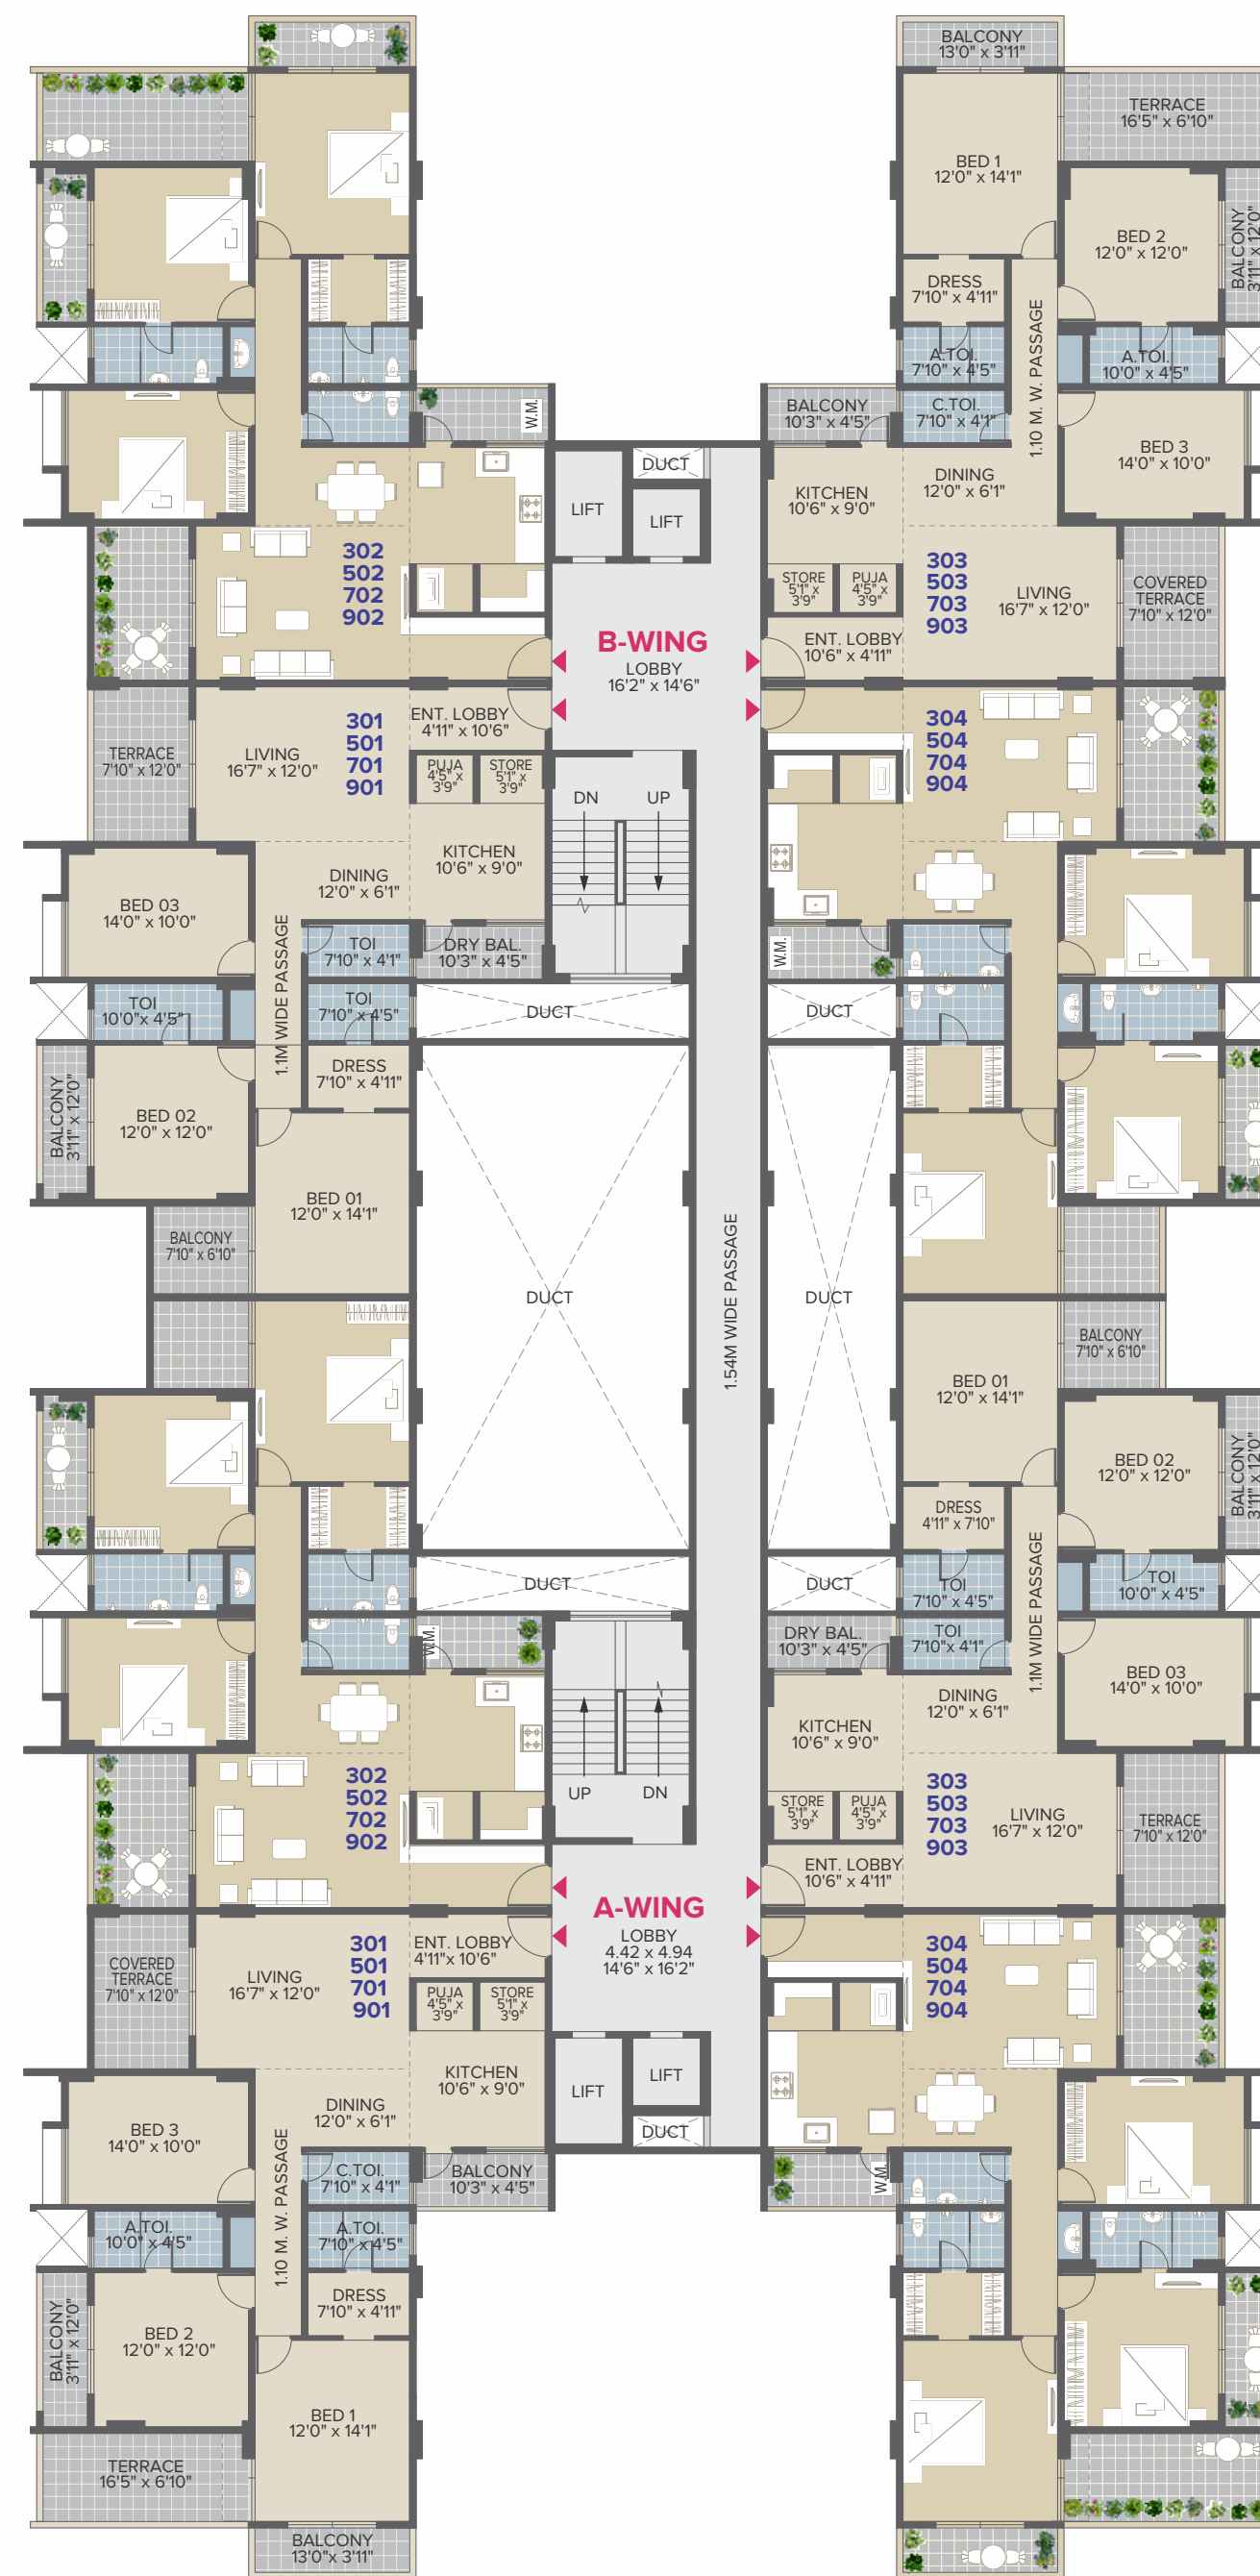 BALCONY
13'0" x 3'11"
TERRACE
16'5" x 6'10"
BED 1
12'0" x 14'1"
BED 2
12'0" x 12'0"
BALCONY
3'11" x 12'0"
DRESS
7'10" x 4'11"
1.10 M. W. PASSAGE
A.TOI.
7'10" x 4'5"
A.TOI.
10'0" x 4'5"
W.M.
BALCONY
10'3" x 4'5"
C.TOI.
7'10" x 4'1"
BED 3
14'0" x 10'0"
DUCT
LIFT
LIFT
KITCHEN
10'6" x 9'0"
DINING
12'0" x 6'1"
302
502
702
902
STORE
5'1" x
3'9"
PUJA
4'5" x
3'9"
303
503
703
903
LIVING
16'7" x 12'0"
COVERED
TERRACE
7'10" x 12'0"
B-WING
LOBBY
16'2" x 14'6"
ENT. LOBBY
10'6" x 4'11"
TERRACE
7'10" x 12'0"
LIVING
16'7" x 12'0"
301
501
701
901
ENT. LOBBY
4'11" x 10'6"
PUJA
4'5" x
3'9"
STORE
5'1" x
3'9"
304
504
704
904
DN
UP
KITCHEN
10'6" x 9'0"
DINING
12'0" x 6'1"
BED 03
14'0" x 10'0"
1.1M WIDE PASSAGE
TOI
7'10" x 4'1"
DRY BAL.
10'3" x 4'5"
W.M.
TOI
10'0"x 4'5"
TOI
7'10" x 4'5"
DUCT
DUCT
BALCONY
3'11" x 12'0"
BED 02
12'0" x 12'0"
DRESS
7'10" x 4'11"
BED 01
12'0" x 14'1"
BALCONY
7'10" x 6'10"
DUCT
1.54M WIDE PASSAGE
DUCT
BALCONY
7'10" x 6'10"
BED 01
12'0" x 14'1"
BED 02
12'0" x 12'0"
BALCONY
3'11" x 12'0"
DRESS
4'11" x 7'10"
1.1M WIDE PASSAGE
DUCT
DUCT
TOI
7'10" x 4'5"
TOI
10'0" x 4'5"
W.M.
DRY BAL.
10'3" x 4'5"
TOI
7'10"x 4'1"
BED 03
14'0" x 10'0"
DINING
12'0" x 6'1"
KITCHEN
10'6" x 9'0"
UP
DN
302
502
702
902
STORE
5'1" x
3'9"
PUJA
4'5" x
3'9"
303
503
703
903
LIVING
16'7" x 12'0"
TERRACE
7'10" x 12'0"
ENT. LOBBY
10'6" x 4'11"
A-WING
LOBBY
4.42 x 4.94
14'6" x 16'2"
COVERED
TERRACE
7'10" x 12'0"
LIVING
16'7" x 12'0"
301
501
701
901
ENT. LOBBY
4'11"x 10'6"
PUJA
4'5" x
3'9"
STORE
5'1" x
3'9"
304
504
704
904
LIFT
LIFT
DUCT
KITCHEN
10'6" x 9'0"
DINING
12'0" x 6'1"
BED 3
14'0" x 10'0"
1.10 M. W. PASSAGE
C.TOI.
7'10" x 4'1"
BALCONY
10'3" x 4'5"
W.M.
A.TOI.
10'0" x 4'5"
A.TOI.
7'10" x 4'5"
BALCONY
3'11" x 12'0"
BED 2
12'0" x 12'0"
DRESS
7'10" x 4'11"
BED 1
12'0" x 14'1"
TERRACE
16'5" x 6'10"
BALCONY
13'0"x 3'11"